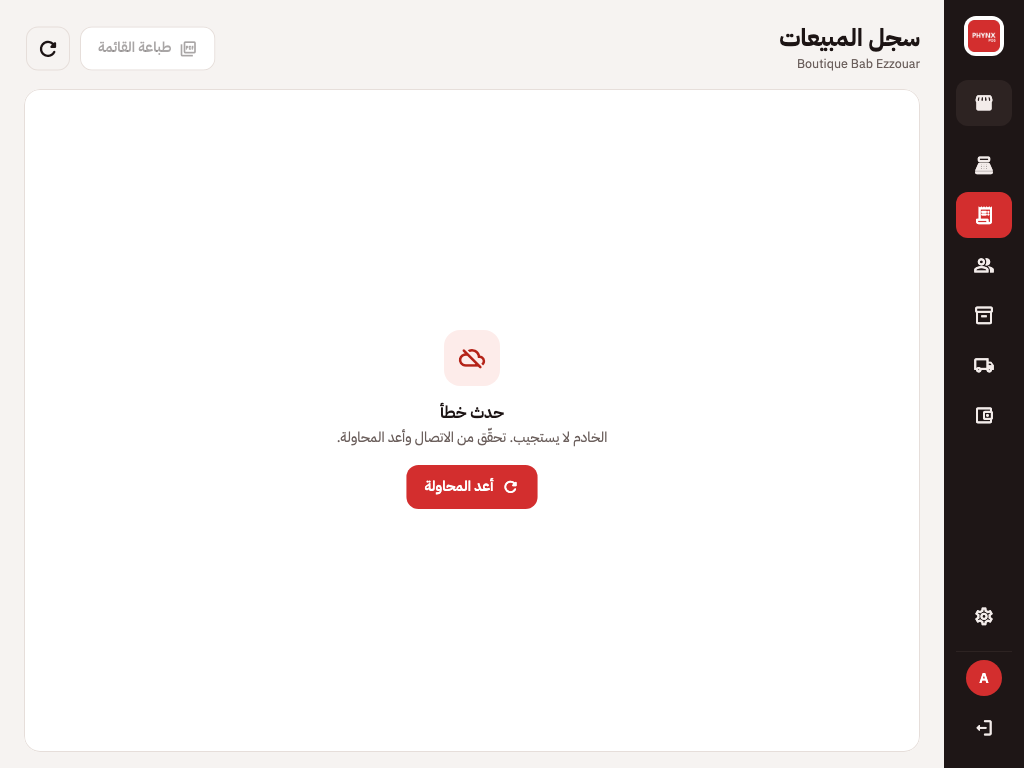 PHYNX
سجل المبيعات
Boutique Bab Ezzouar
طباعة القائمة
حدث خطأ
الخادم لا يستجيب. تحقّق من الاتصال وأعد المحاولة.
أعد المحاولة
A